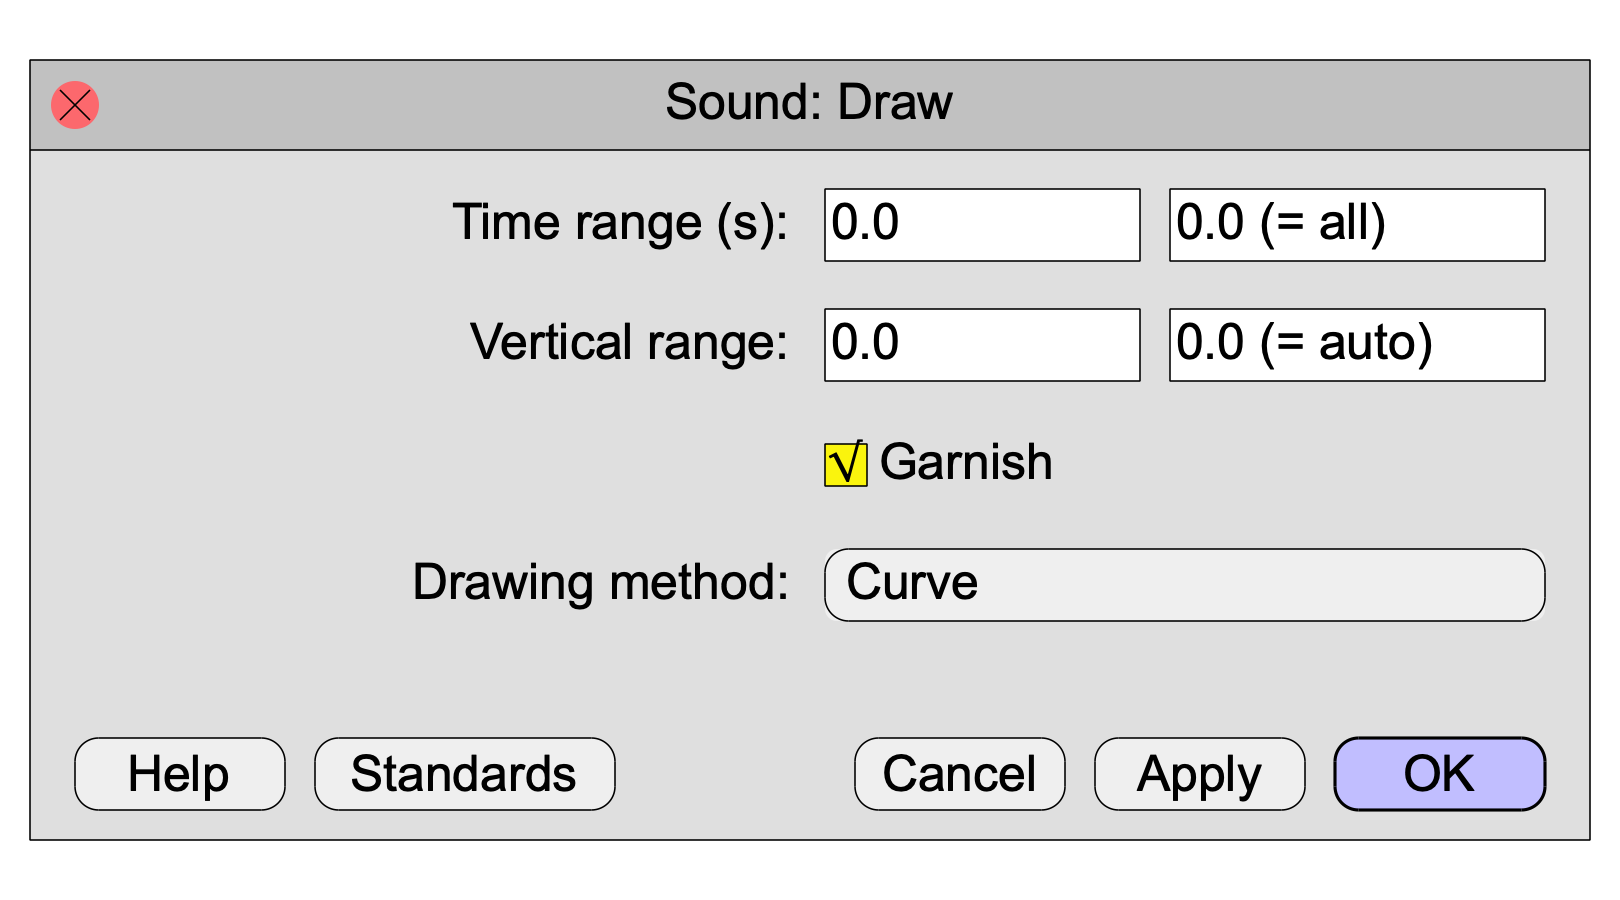 Sound: Draw
Time range (s): 0.0 0.0 (= all)
Vertical range: 0.0 0.0 (= auto)
√ Garnish
Drawing method: Curve
Help Standards Cancel Apply OK